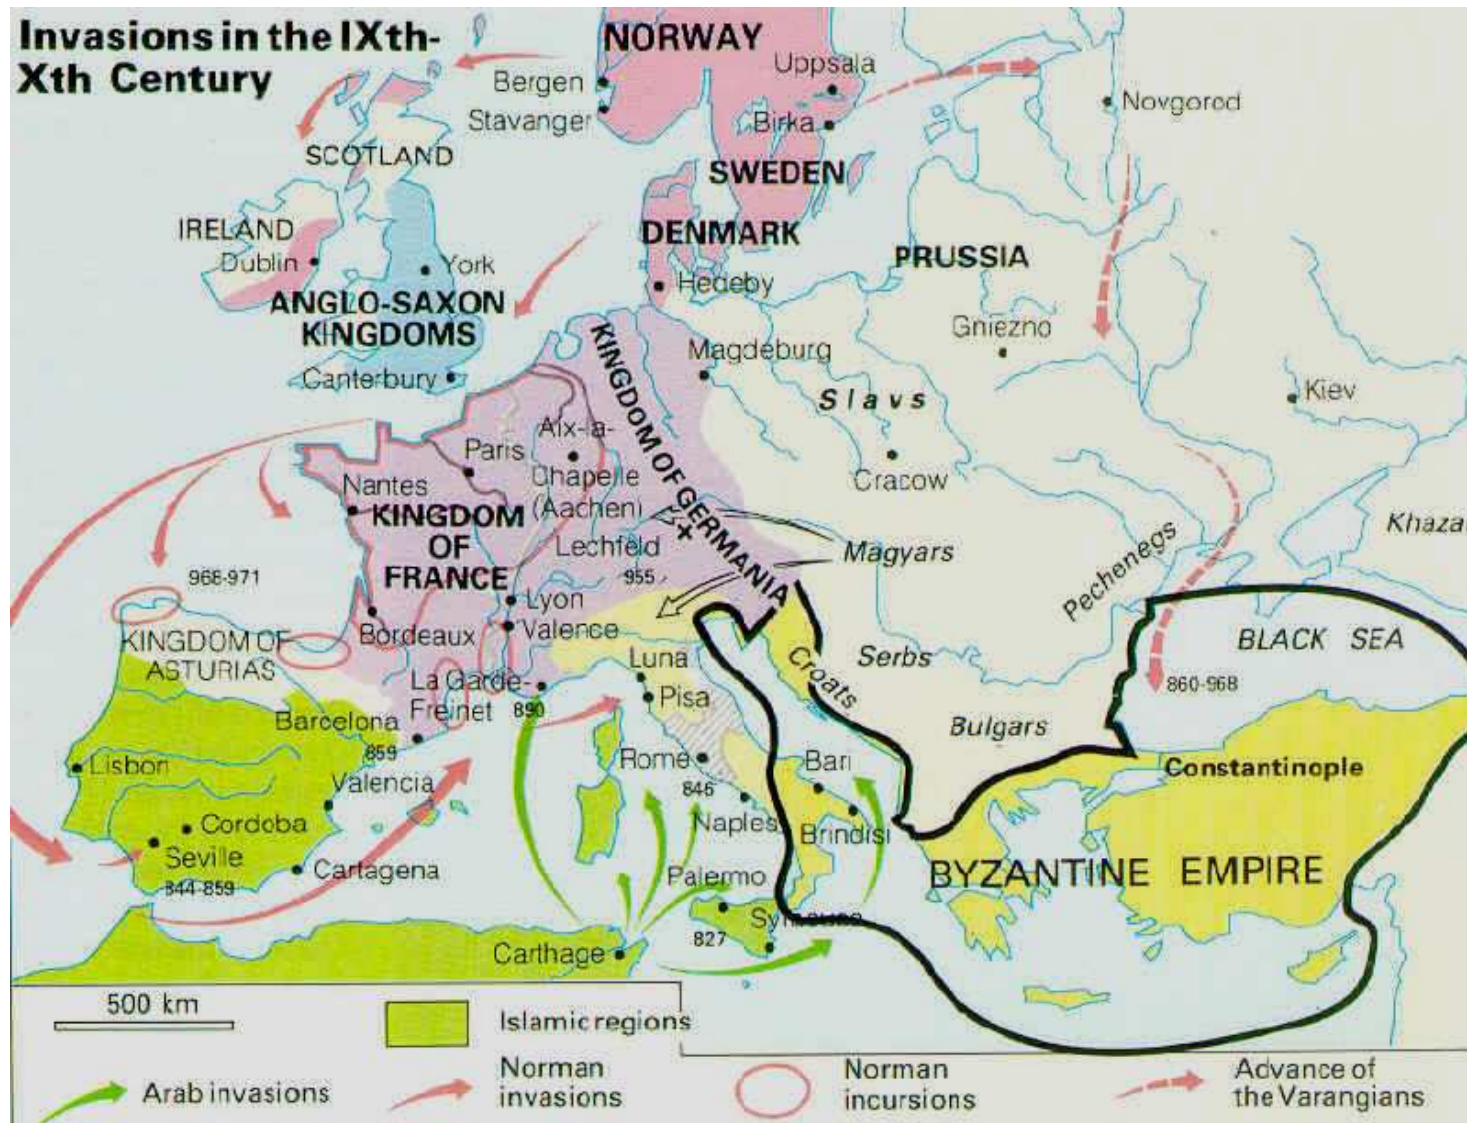 Invasions in the IXth-
Xth Century
NORWAY
Uppsala
Bergen
Stavanger
Birka
Novgorod
SCOTLAND
SWEDEN
IRELAND
Dublin
DENMARK
PRUSSIA
York
Hedeby
ANGLO-SAXON
KINGDOMS
Gniezno
Magdeburg
Canterbury
KINGDOM OF GERMANIA
Slavs
Kiev
Aix-la-
Chapelle
(Aachen)
Paris
Cracow
Nantes
KINGDOM
OF
FRANCE
Lechfeld
955
Magyars
Pechenegs
Khaza
968-971
Lyon
Valence
Bordeaux
KINGDOM OF
ASTURIAS
BLACK SEA
Serbs
Croats
Luna
Pisa
La Garde-
Freinet
890
860-968
Barcelona
859
Bulgars
Lisbon
Valencia
Rome
846
Bari
Constantinople
Naples
Brindisi
Cordoba
Seville
844-859
Cartagena
BYZANTINE EMPIRE
Palermo
827
Carthage
500 km
Islamic regions
Arab invasions
Norman
invasions
Norman
incursions
Advance of
the Varangians